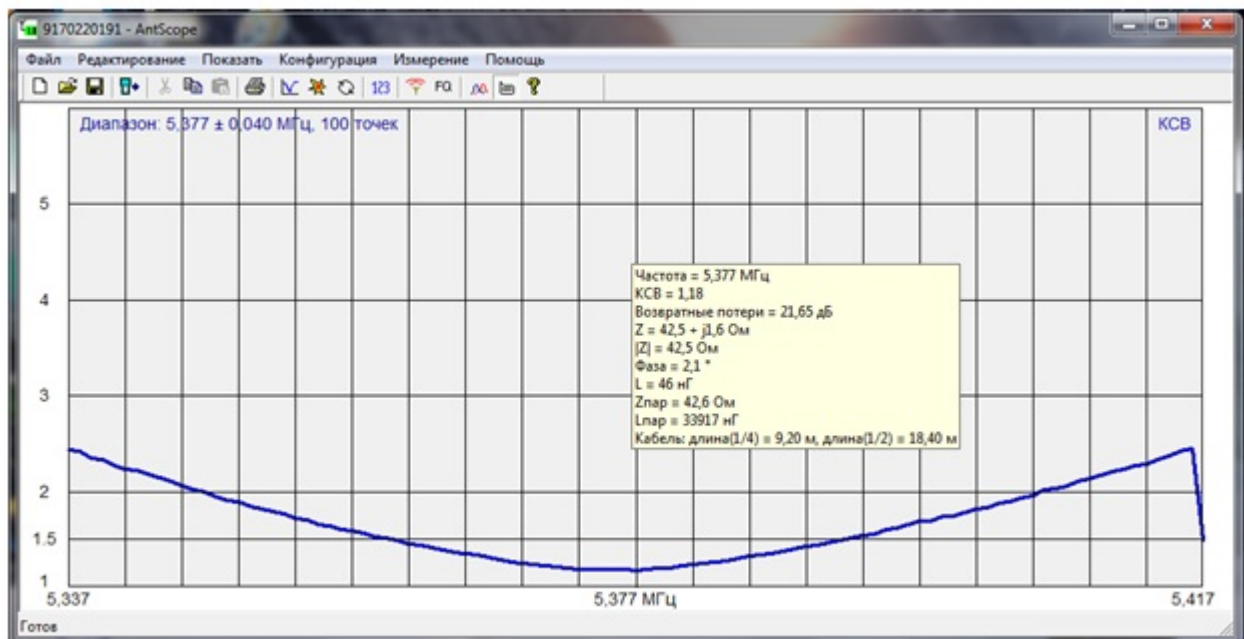 9170220191 - AntScope
Файл Редактирование Показать Конфигурация Измерение Помощь
123 FQ
Диапазон: 5,377 ± 0,040 МГц, 100 точек
КСВ
5
4
3
2
1.5
1
Частота = 5,377 МГц
КСВ = 1,18
Возвратные потери = 21,65 дБ
Z = 42,5 + j1,6 Ом
|Z| = 42,5 Ом
Фаза = 2,1 °
L = 46 нГ
Zпар = 42,6 Ом
Lпар = 33917 нГ
Кабель: длина(1/4) = 9,20 м, длина(1/2) = 18,40 м
5,337 5,377 МГц 5,417
Готов